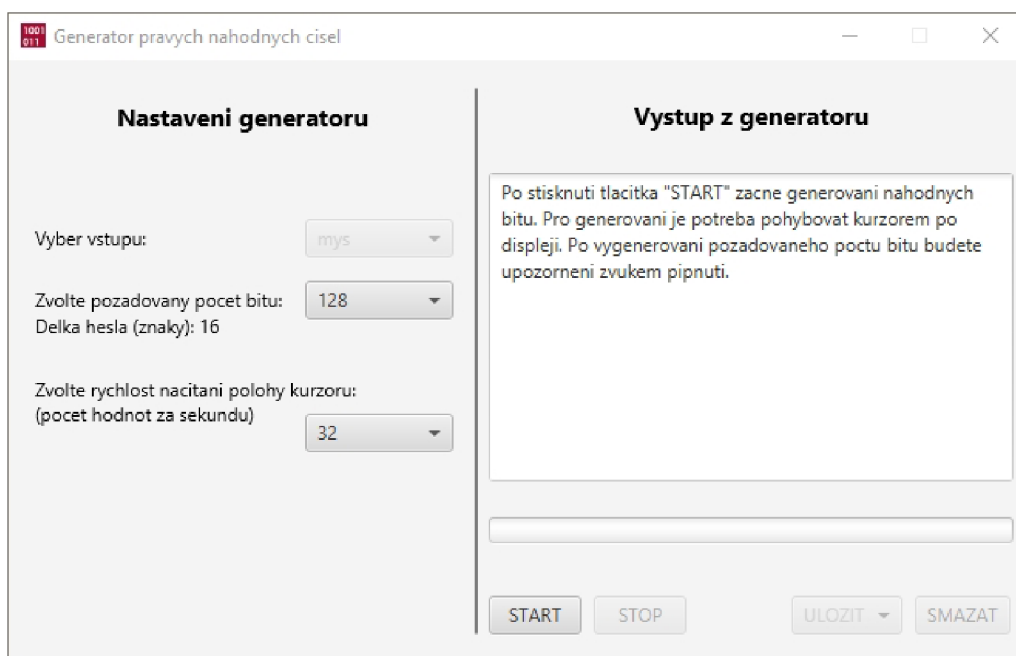 1001
011
Generator pravych nahodnych cisel
Nastaveni generatoru
Vyber vstupu:
mys
Zvolte pozadovany pocet bitu:
128
Delka hesla (znaky): 16
Zvolte rychlost nacitani polohy kurzoru:
(pocet hodnot za sekundu)
32
Vystup z generatoru
Po stisknuti tlacitka "START" zacne generovani nahodnych
bitu. Pro generovani je potreba pohybovat kurzorem po
displeji. Po vygenerovani pozadovaneho poctu bitu budete
upozorneni zvukem pipnuti.
START
STOP
ULOZIT
SMAZAT